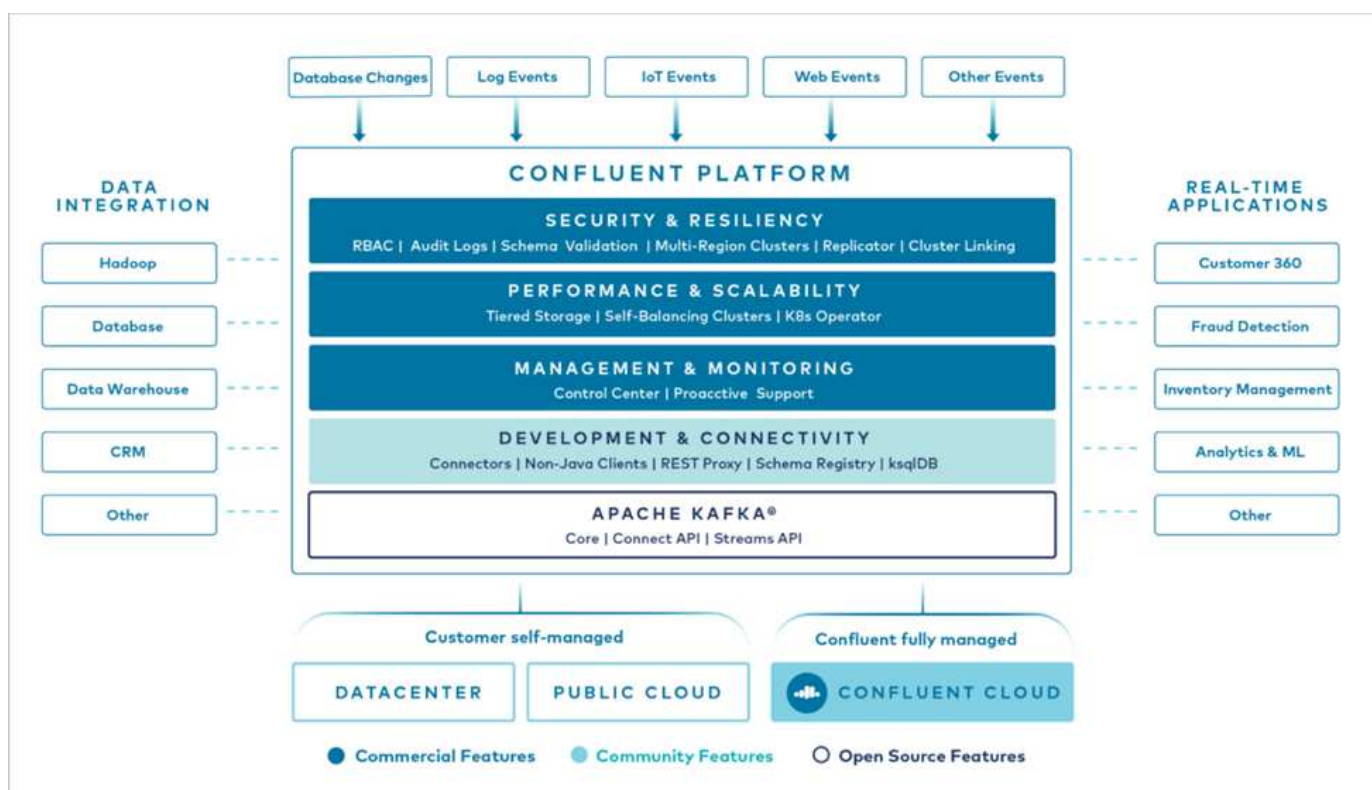 Database Changes
Log Events
IoT Events
Web Events
Other Events
DATA
INTEGRATION
Hadoop
Database
Data Warehouse
CRM
Other
CONFLUENT PLATFORM
SECURITY & RESILIENCY
RBAC | Audit Logs | Schema Validation | Multi-Region Clusters | Replicator | Cluster Linking
PERFORMANCE & SCALABILITY
Tiered Storage | Self-Balancing Clusters | K8s Operator
MANAGEMENT & MONITORING
Control Center | Proacctive Support
DEVELOPMENT & CONNECTIVITY
Connectors | Non-Java Clients | REST Proxy | Schema Registry | ksqlDB
APACHE KAFKA®
Core | Connect API | Streams API
REAL-TIME
APPLICATIONS
Customer 360
Fraud Detection
Inventory Management
Analytics & ML
Other
Customer self-managed
DATACENTER
PUBLIC CLOUD
Confluent fully managed
CONFLUENT CLOUD
Commercial Features
Community Features
Open Source Features